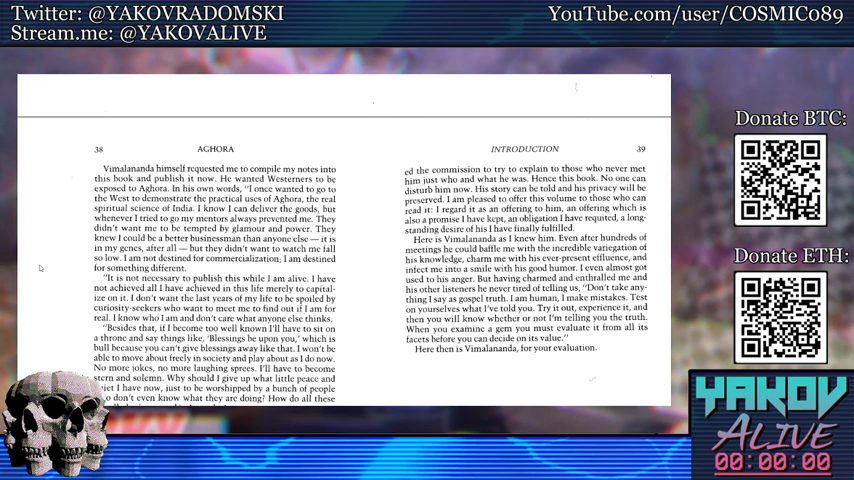 Twitter: @YAKOVRADOMSKI
Stream.me: @YAKOVALIVE
YouTube.com/user/COSMIC089
38 AGHORA
Vimalananda himself requested me to compile my notes into
this book and publish it now. He wanted Westerners to be
exposed to Aghora. In his own words, "I once wanted to go to
the West to demonstrate the practical uses of Aghora, the real
spiritual science of India. I know I can deliver the goods, but
whenever I tried to go my mentors always prevented me. They
didn't want me to be tempted by glamour and power. They
knew I could be a better businessman than anyone else — it is
in my genes, after all — but they didn't want to watch me fall
so low. I am not destined for commercialization; I am destined
for something different.
"It is not necessary to publish this while I am alive. I have
not achieved all I have achieved in this life merely to capital-
ize on it. I don't want the last years of my life to be spoiled by
curiosity-seekers who want to meet me to find out if I am for
real. I know who I am and don't care what anyone else thinks.
"Besides that, if I become too well known I'll have to sit on
a throne and say things like, 'Blessings be upon you,' which is
bull because you can't give blessings away like that. I won't be
able to move about freely in society and play about as I do now.
No more jokes, no more laughing sprees. I'll have to become
stern and solemn. Why should I give up what little peace and
quiet I have now, just to be worshipped by a bunch of people
o don't even know what they are doing? How do all these
INTRODUCTION 39
ed the commission to try to explain to those who never met
him just who and what he was. Hence this book. No one can
disturb him now. His story can be told and his privacy will be
preserved. I am pleased to offer this volume to those who can
read it: I regard it as an offering to him, an offering which is
also a promise I have kept, an obligation I have requited, a long-
standing desire of his I have finally fulfilled.
Here is Vimalananda as I knew him. Even after hundreds of
meetings he could baffle me with the incredible variegation of
his knowledge, charm me with his ever-present effluence, and
infect me into a smile with his good humor. I even almost got
used to his anger. But having charmed and enthralled me and
his other listeners he never tired of telling us, "Don't take any-
thing I say as gospel truth. I am human, I make mistakes. Test
on yourselves what I've told you. Try it out, experience it, and
then you will know whether or not I'm telling you the truth.
When you examine a gem you must evaluate it from all its
facets before you can decide on its value."
Here then is Vimalananda, for your evaluation.
Donate BTC:
Donate ETH:
YAKOV
ALIVE
00:00:00